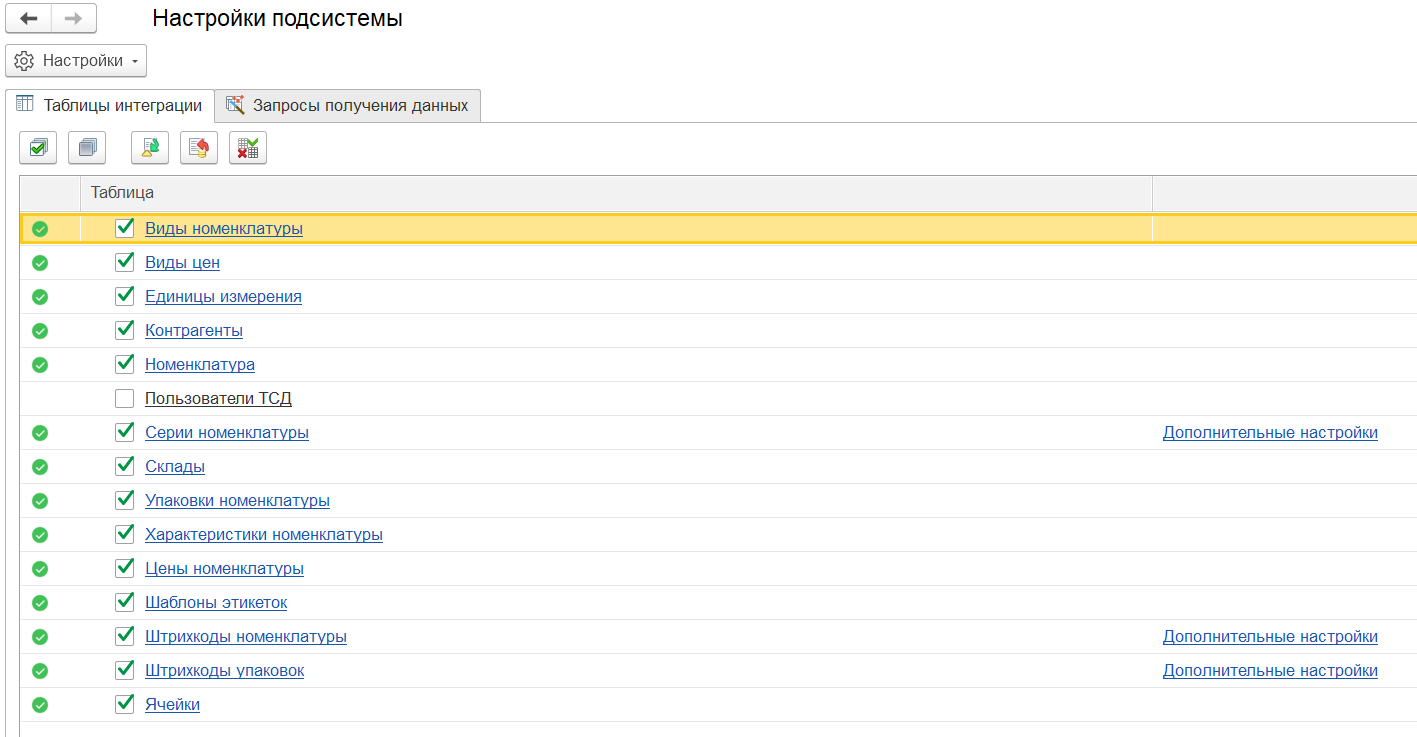 Настройки подсистемы
Настройки
Таблицы интеграции Запросы получения данных
Таблица
Виды номенклатуры
Виды цен
Единицы измерения
Контрагенты
Номенклатура
Пользователи ТСД
Серии номенклатуры Дополнительные настройки
Склады
Упаковки номенклатуры
Характеристики номенклатуры
Цены номенклатуры
Шаблоны этикеток
Штрихкоды номенклатуры Дополнительные настройки
Штрихкоды упаковок Дополнительные настройки
Ячейки